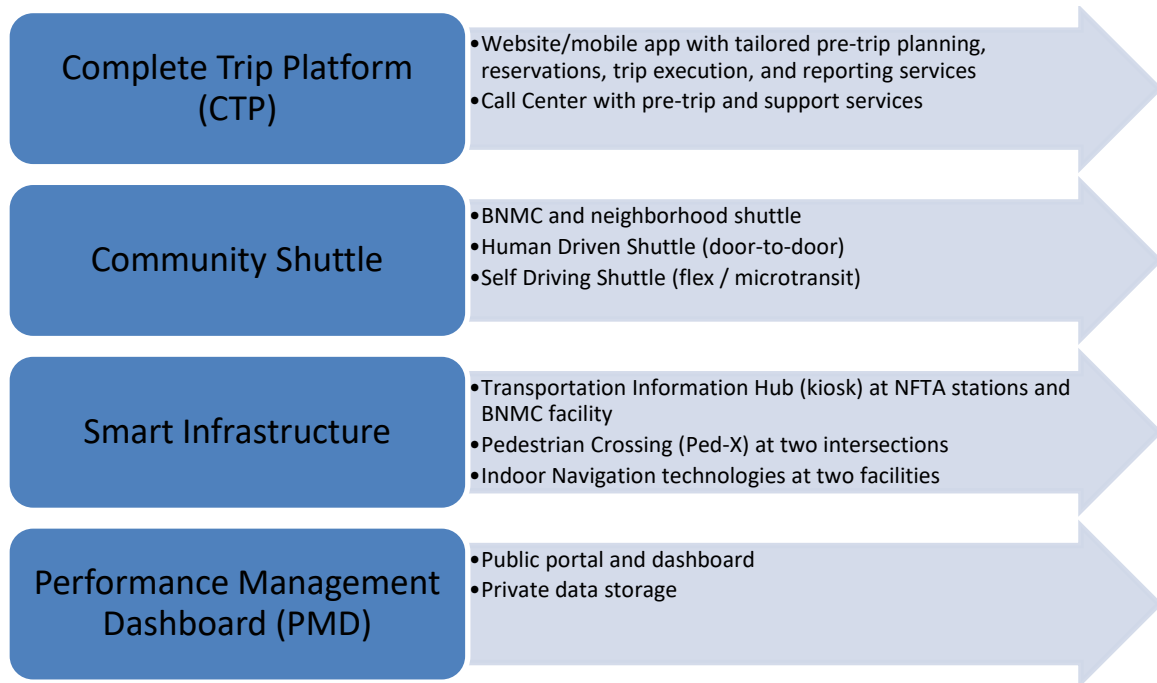 Complete Trip Platform
(CTP)
•Website/mobile app with tailored pre-trip planning,
reservations, trip execution, and reporting services
•Call Center with pre-trip and support services
Community Shuttle
•BNMC and neighborhood shuttle
•Human Driven Shuttle (door-to-door)
•Self Driving Shuttle (flex / microtransit)
Smart Infrastructure
•Transportation Information Hub (kiosk) at NFTA stations and
BNMC facility
•Pedestrian Crossing (Ped-X) at two intersections
•Indoor Navigation technologies at two facilities
Performance Management
Dashboard (PMD)
•Public portal and dashboard
•Private data storage